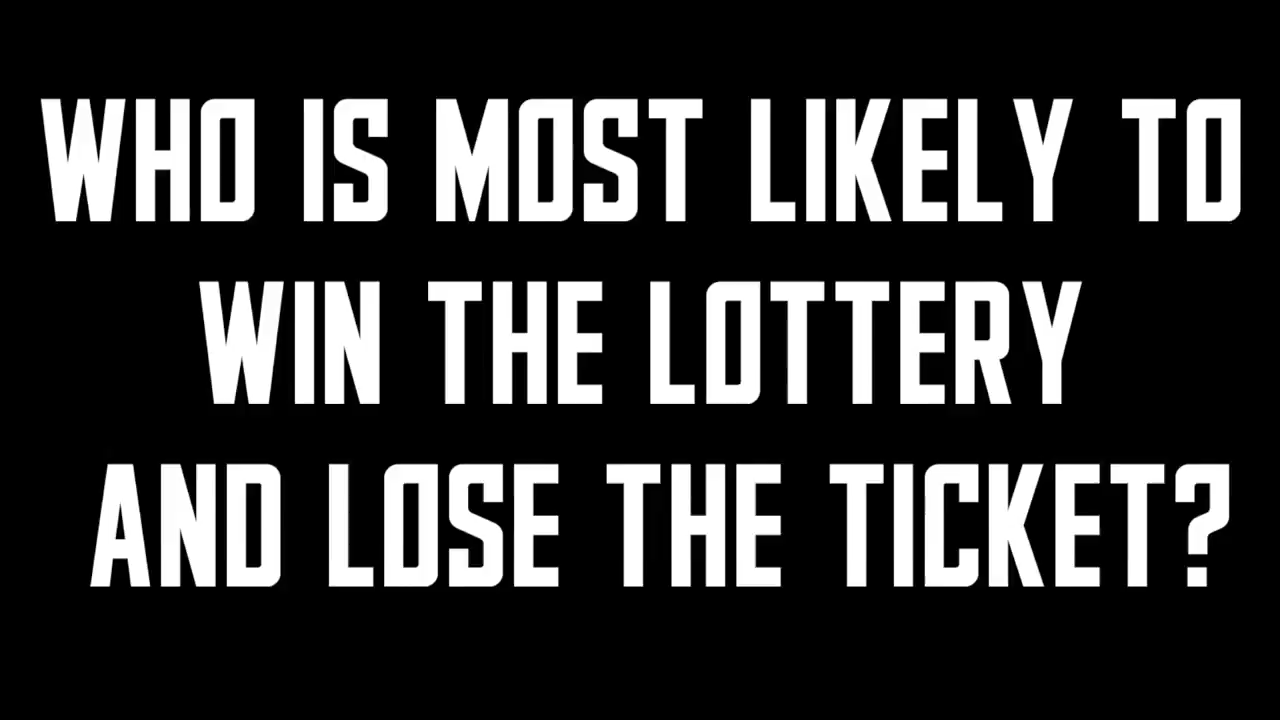 WHO IS MOST LIKELY TO
WIN THE LOTTERY
AND LOSE THE TICKET?